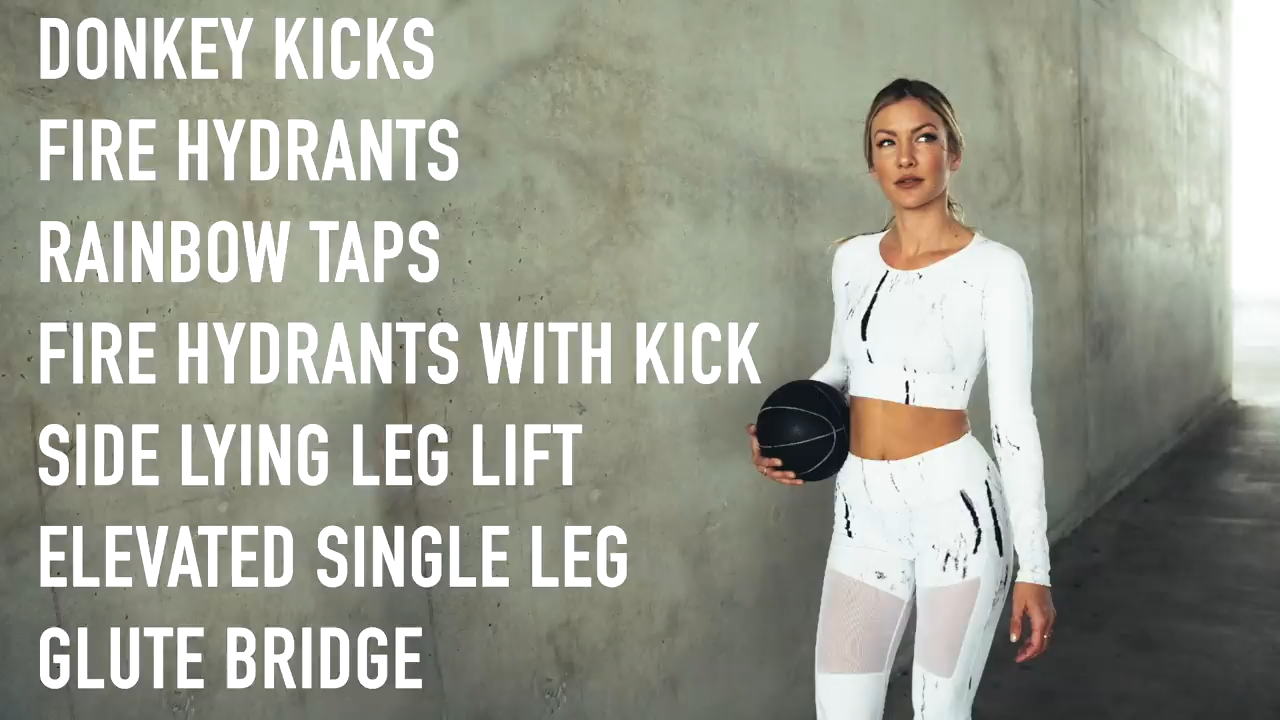 DONKEY KICKS
FIRE HYDRANTS
RAINBOW TAPS
FIRE HYDRANTS WITH KICK
SIDE LYING LEG LIFT
ELEVATED SINGLE LEG
GLUTE BRIDGE